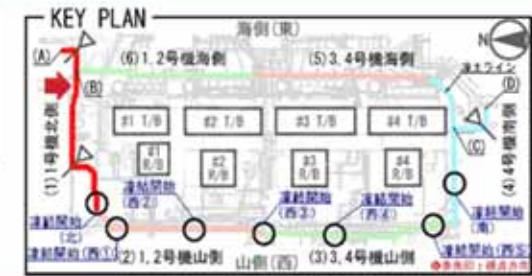 KEY PLAN
海側(東)
N
(A)
(6)1,2号機海側
(5)3,4号機海側
凍土ライン
(B)
(D)
(1)1号機北側
#1 T/B
#2 T/B
#3 T/B
#4 T/B
(C)
(4)4号機南側
#1
R/B
#2
R/B
#3
R/B
#4
R/B
凍結開始
(西②)
凍結開始
(西③)
凍結開始
(西④)
凍結開始
(北)
凍結開始
(南)
凍結開始(西①)
(2)1,2号機山側
(3)3,4号機山側
凍結開始(西⑤)
山側(西)